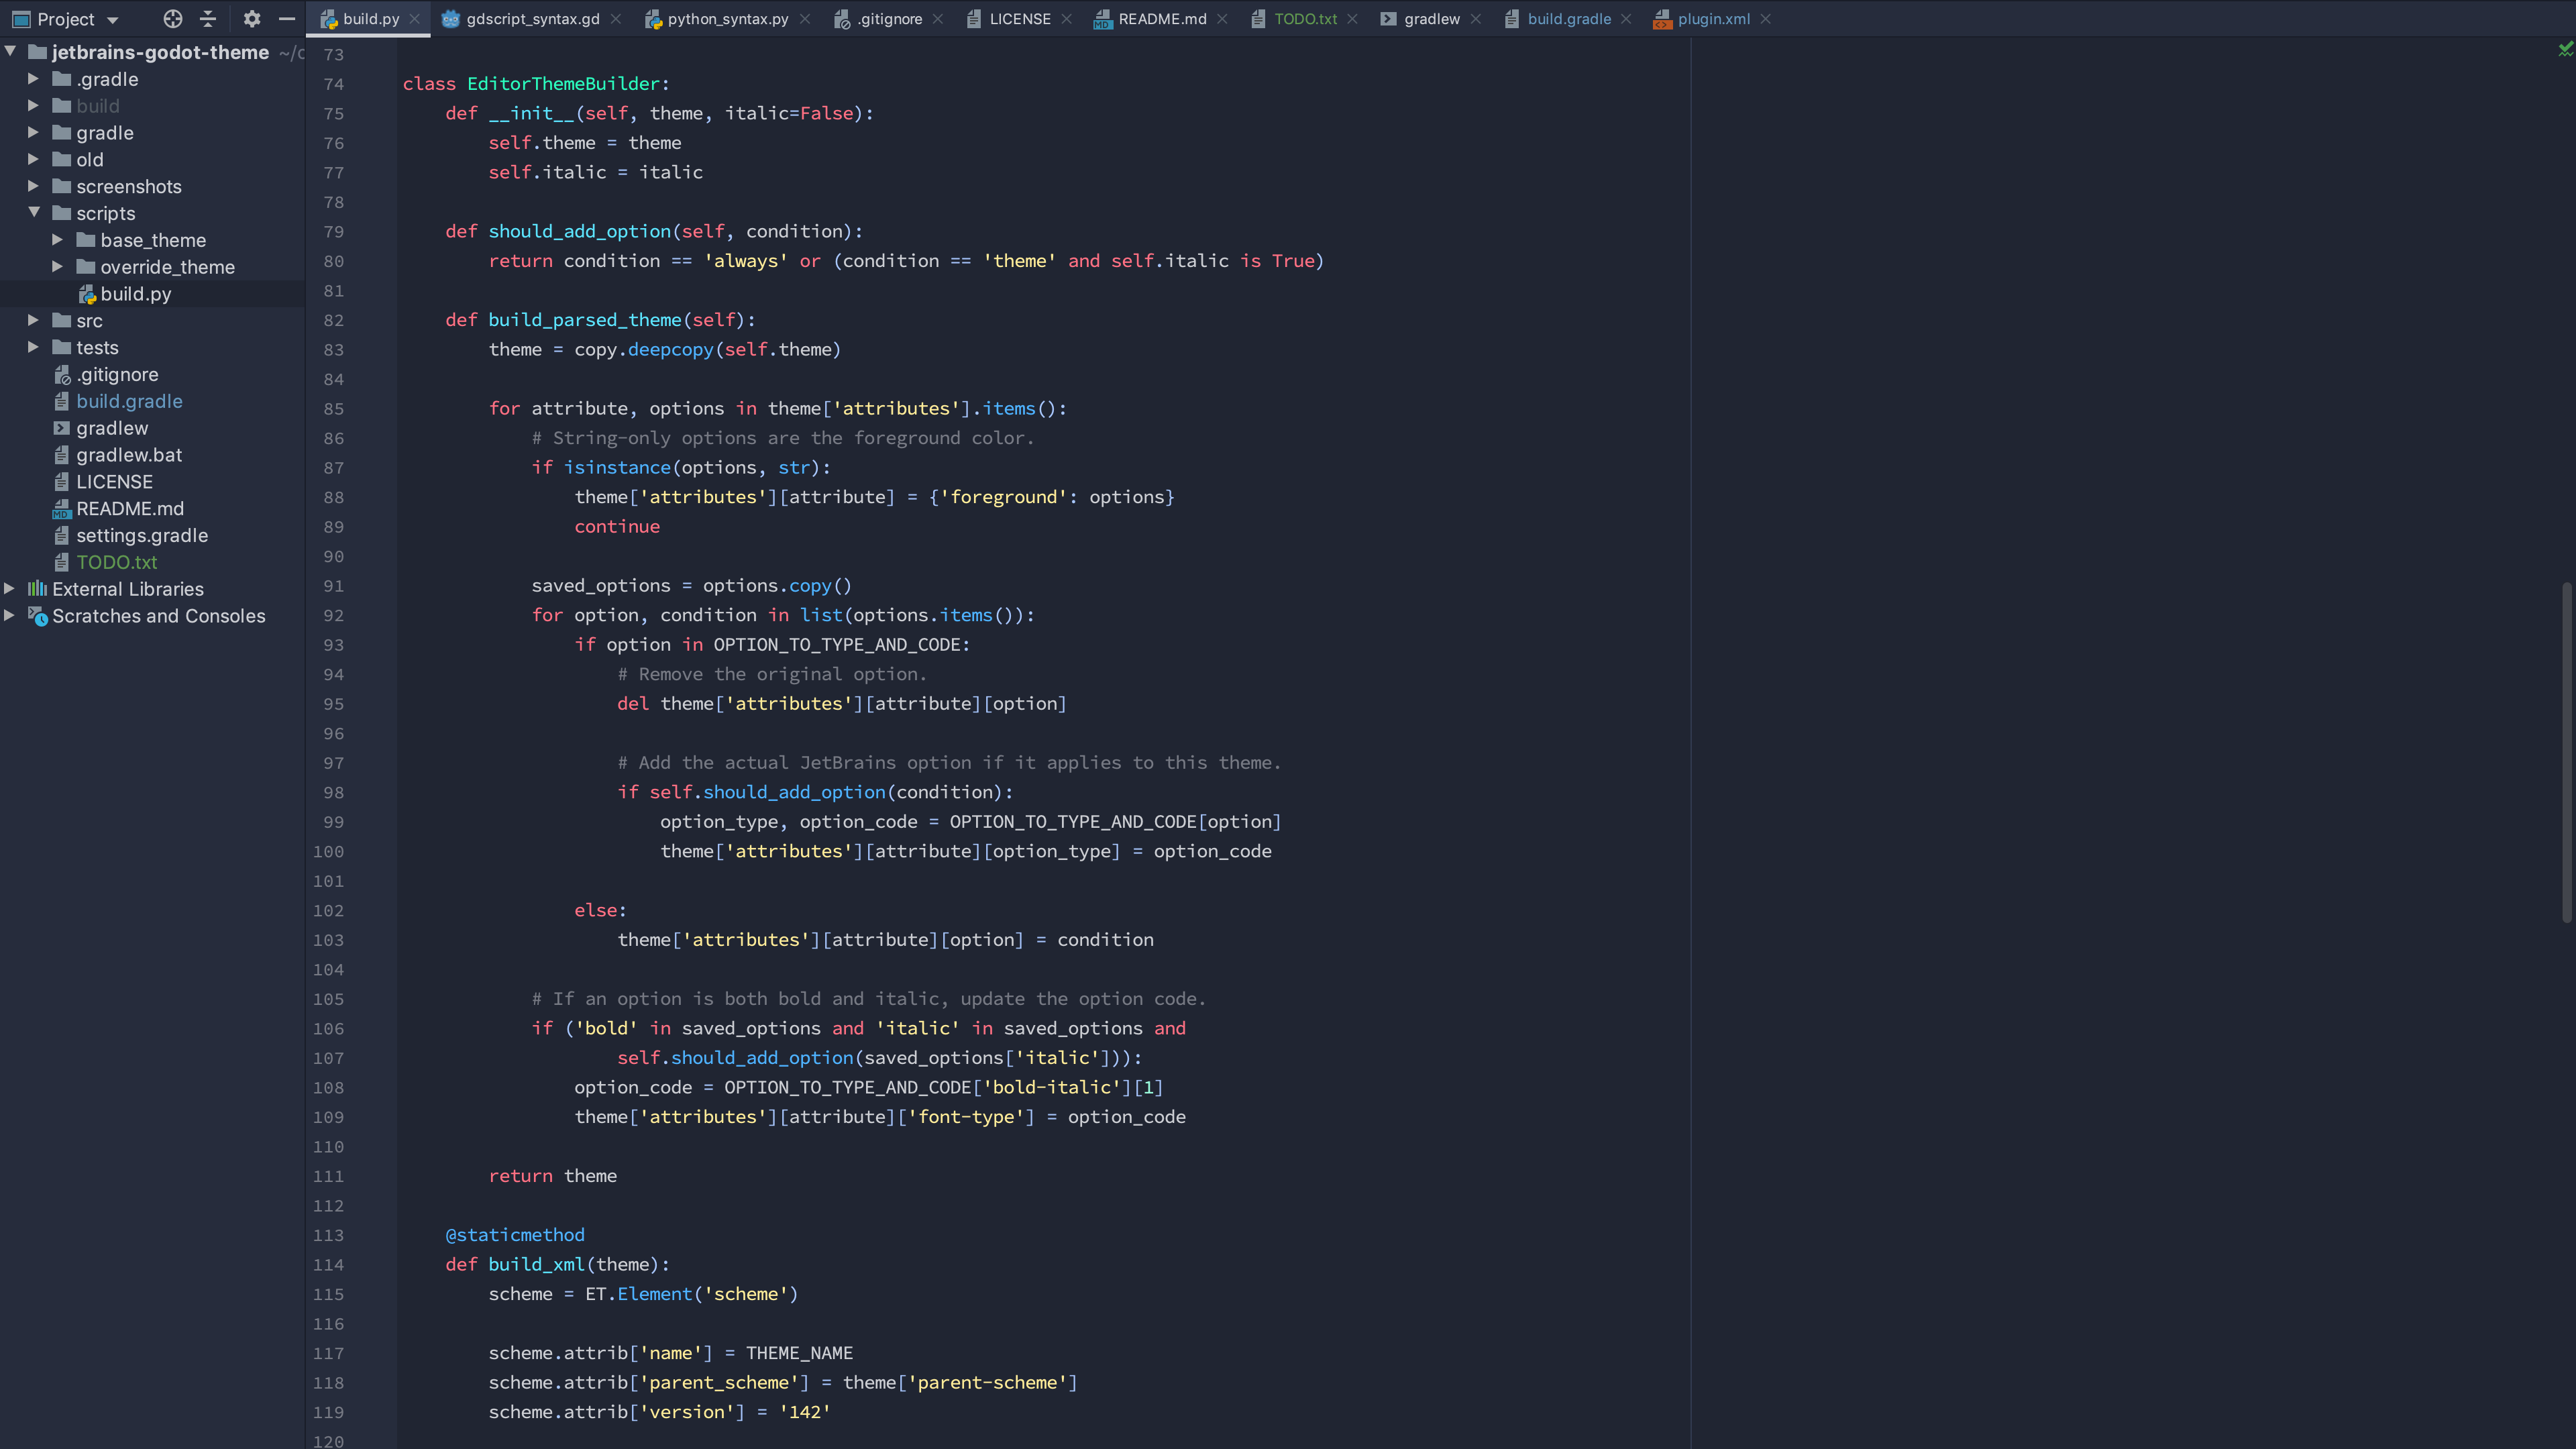 Project
build.py
gdscript_syntax.gd
python_syntax.py
.gitignore
LICENSE
README.md
TODO.txt
gradlew
build.gradle
plugin.xml
jetbrains-godot-theme ~/c
.gradle
build
gradle
old
screenshots
scripts
base_theme
override_theme
build.py
src
tests
.gitignore
build.gradle
gradlew
gradlew.bat
LICENSE
MD README.md
settings.gradle
TODO.txt
External Libraries
Scratches and Consoles
73
74 class EditorThemeBuilder:
75     def __init__(self, theme, italic=False):
76         self.theme = theme
77         self.italic = italic
78
79     def should_add_option(self, condition):
80         return condition == 'always' or (condition == 'theme' and self.italic is True)
81
82     def build_parsed_theme(self):
83         theme = copy.deepcopy(self.theme)
84
85         for attribute, options in theme['attributes'].items():
86             # String-only options are the foreground color.
87             if isinstance(options, str):
88                 theme['attributes'][attribute] = {'foreground': options}
89                 continue
90
91             saved_options = options.copy()
92             for option, condition in list(options.items()):
93                 if option in OPTION_TO_TYPE_AND_CODE:
94                     # Remove the original option.
95                     del theme['attributes'][attribute][option]
96
97                     # Add the actual JetBrains option if it applies to this theme.
98                     if self.should_add_option(condition):
99                         option_type, option_code = OPTION_TO_TYPE_AND_CODE[option]
100                         theme['attributes'][attribute][option_type] = option_code
101
102                 else:
103                     theme['attributes'][attribute][option] = condition
104
105             # If an option is both bold and italic, update the option code.
106             if ('bold' in saved_options and 'italic' in saved_options and
107                     self.should_add_option(saved_options['italic'])):
108                 option_code = OPTION_TO_TYPE_AND_CODE['bold-italic'][1]
109                 theme['attributes'][attribute]['font-type'] = option_code
110
111         return theme
112
113     @staticmethod
114     def build_xml(theme):
115         scheme = ET.Element('scheme')
116
117         scheme.attrib['name'] = THEME_NAME
118         scheme.attrib['parent_scheme'] = theme['parent-scheme']
119         scheme.attrib['version'] = '142'
120